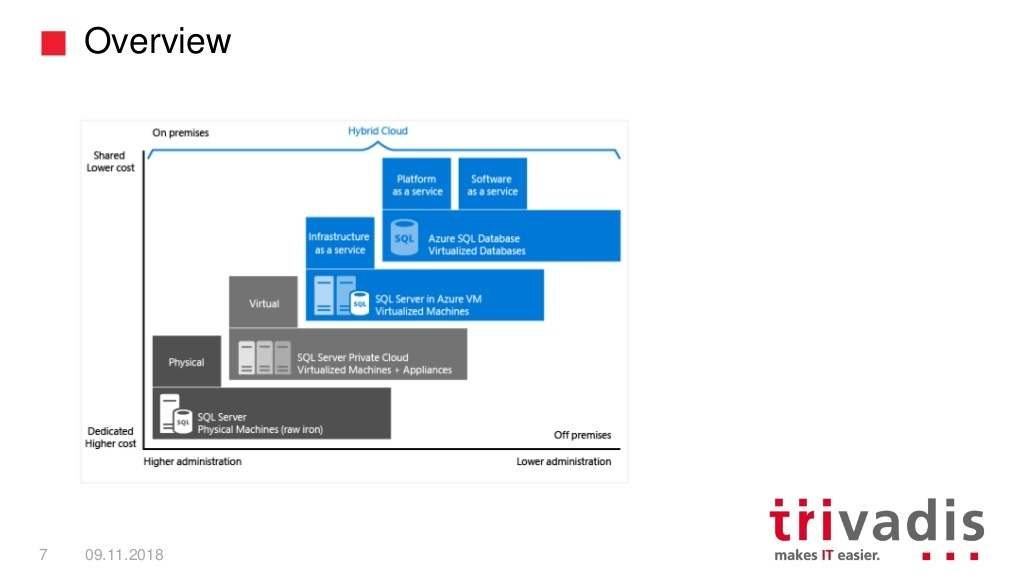 Overview
On premises
Hybrid Cloud
Shared
Lower cost
Platform
as a service
Software
as a service
SQL
Azure SQL Database
Virtualized Databases
Infrastructure
as a service
SQL
SQL Server in Azure VM
Virtualized Machines
Virtual
SQL Server Private Cloud
Virtualized Machines + Appliances
Physical
SQL
SQL Server
Physical Machines (raw iron)
Dedicated
Higher cost
Off premises
Higher administration
Lower administration
trivadis
makes IT easier.
7
09.11.2018